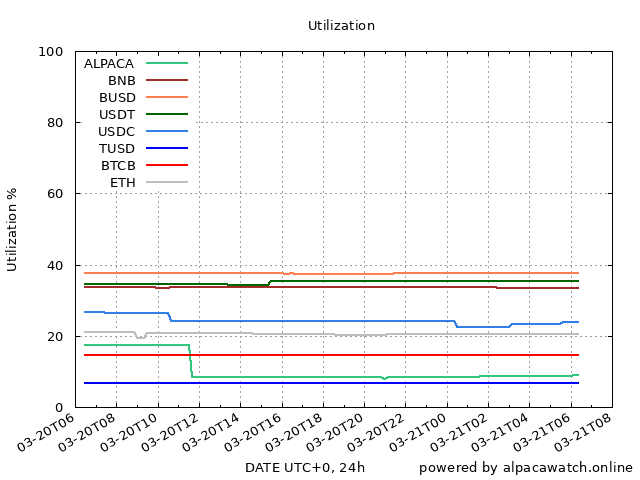 Utilization
100
80
60
40
20
0
Utilization %
ALPACA
BNB
BUSD
USDT
USDC
TUSD
BTCB
ETH
03-20T06
03-20T08
03-20T10
03-20T12
03-20T14
03-20T16
03-20T18
03-20T20
03-20T22
03-21T00
03-21T02
03-21T04
03-21T06
03-21T08
DATE UTC+0, 24h
powered by alpacawatch.online